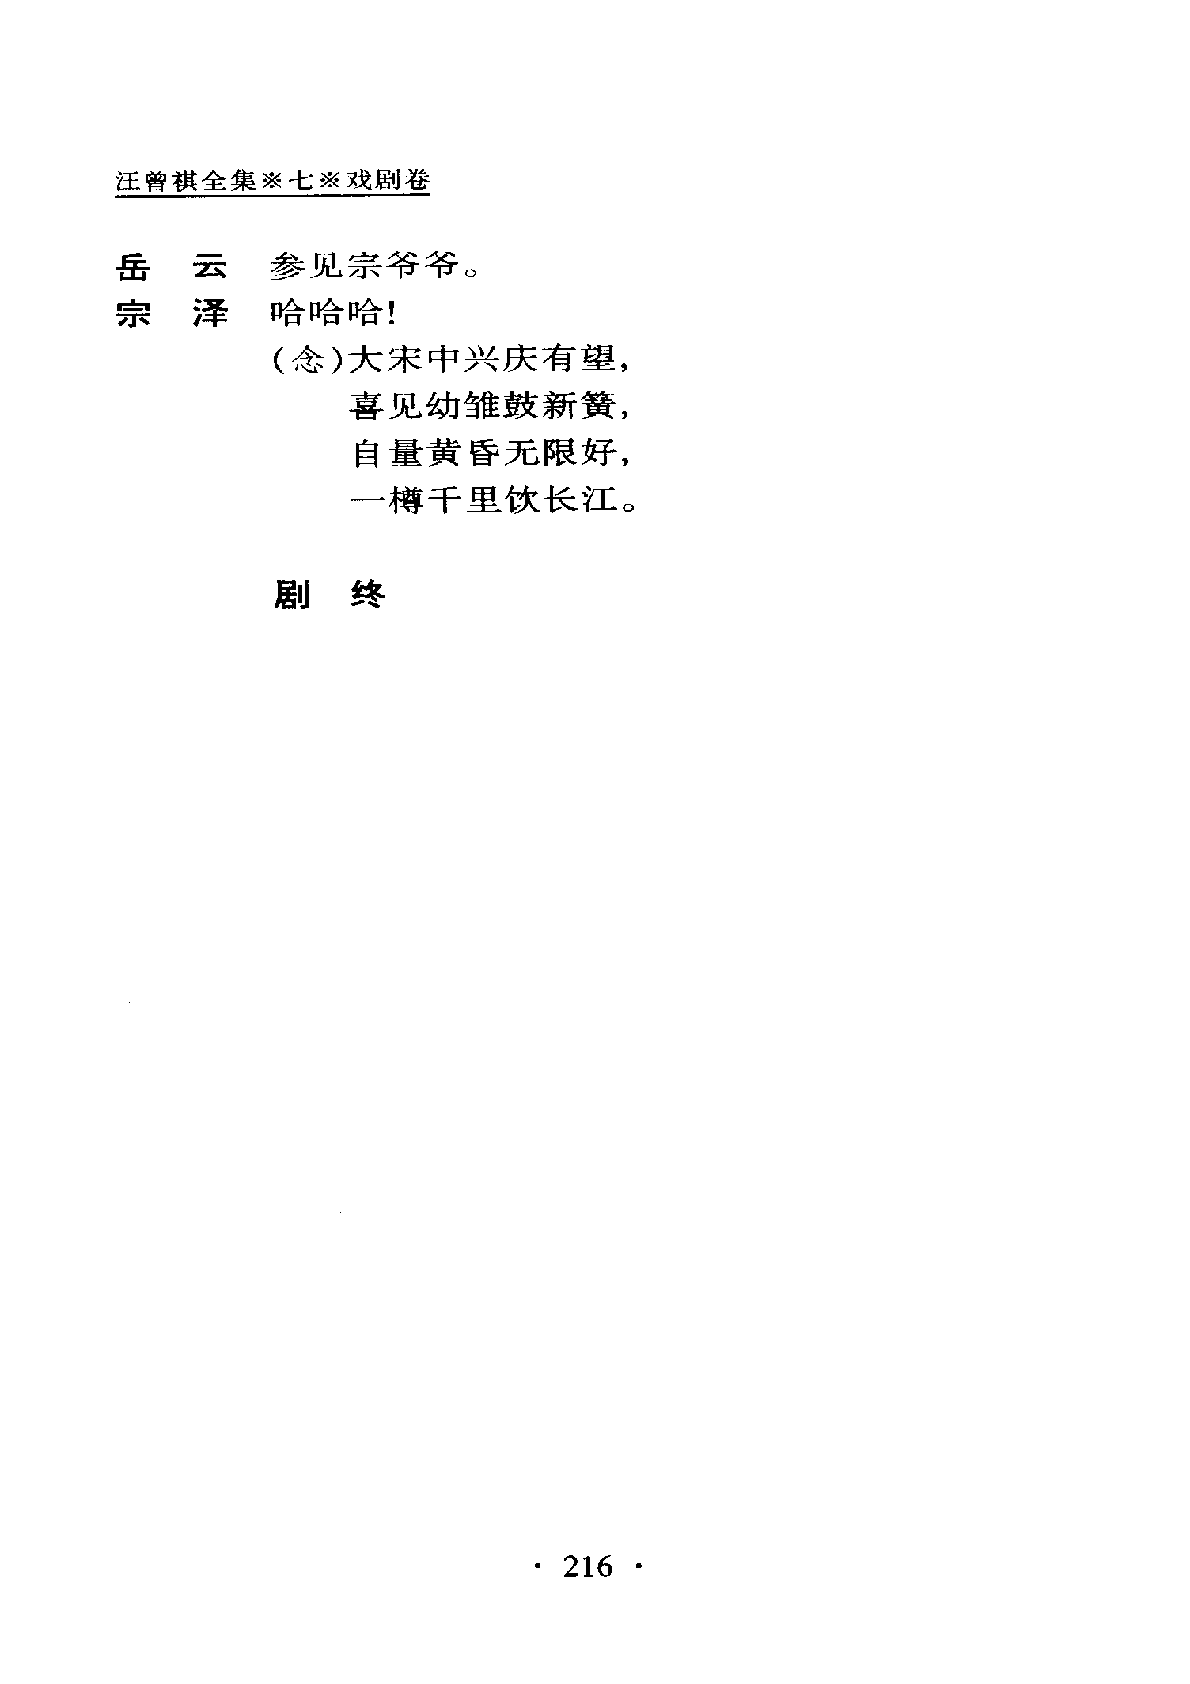 汪曾祺全集※七※戏剧卷
岳　云　参见宗爷爷。
宗　泽　哈哈哈！
(念)大宋中兴庆有望，
喜见幼雏鼓新簧，
自量黄昏无限好，
一樽千里饮长江。
剧　终
· 216 ·